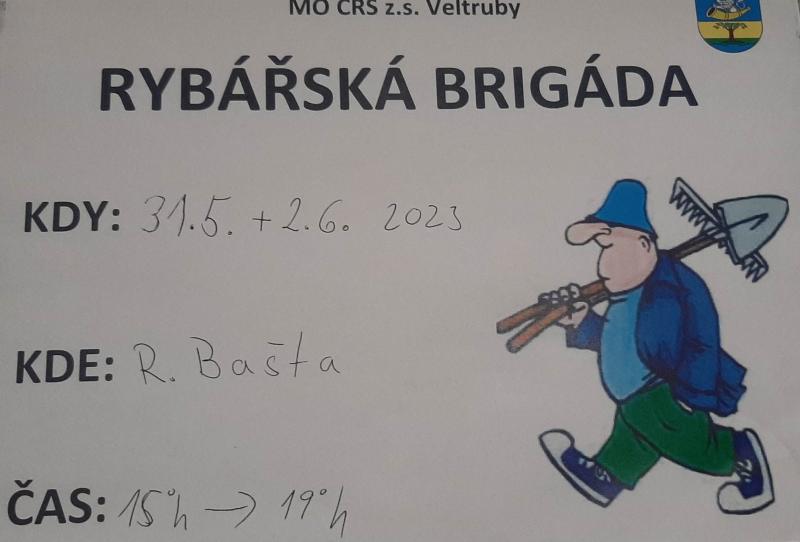 MO ČRS z.s. Veltruby
RYBÁŘSKÁ BRIGÁDA
KDY: 31.5. + 2.6. 2023
KDE: R. Bašta
ČAS: 15°h → 19°h